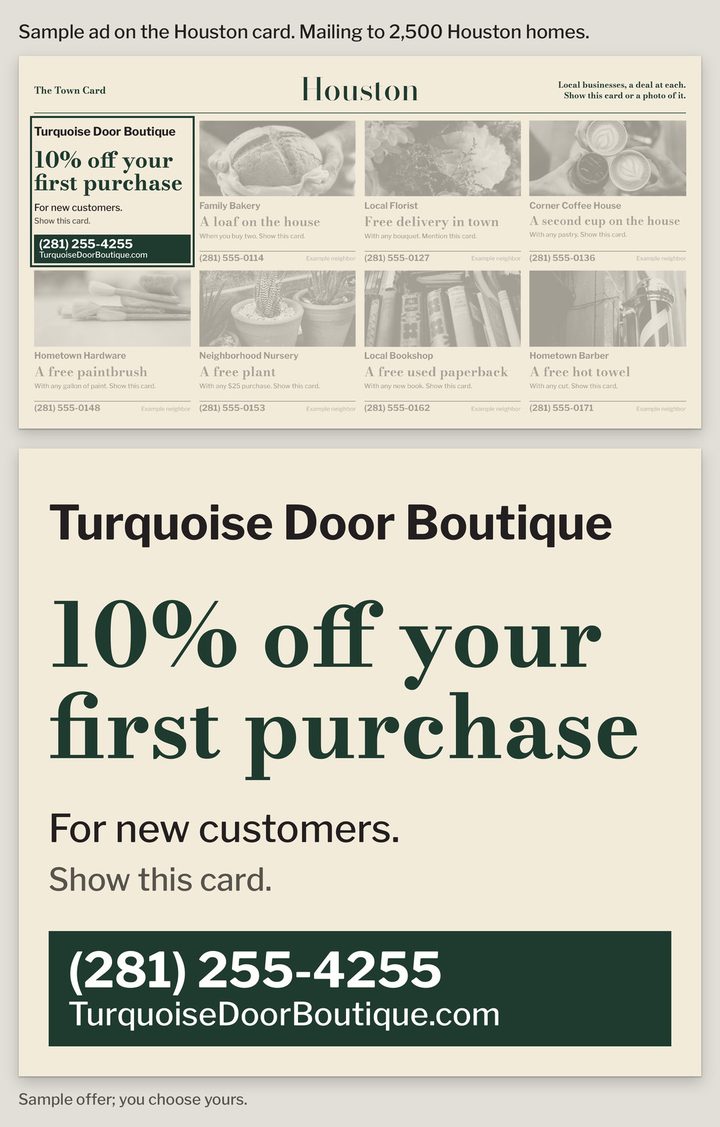 Sample ad on the Houston card. Mailing to 2,500 Houston homes.
The Town Card
Houston
Local businesses, a deal at each.
Show this card or a photo of it.
Turquoise Door Boutique
10% off your
first purchase
For new customers.
Show this card.
(281) 255-4255
TurquoiseDoorBoutique.com
Family Bakery
A loaf on the house
When you buy two. Show this card.
(281) 555-0114
Example neighbor
Local Florist
Free delivery in town
With any bouquet. Mention this card.
(281) 555-0127
Example neighbor
Corner Coffee House
A second cup on the house
With any pastry. Show this card.
(281) 555-0136
Example neighbor
Hometown Hardware
A free paintbrush
With any gallon of paint. Show this card.
(281) 555-0148
Example neighbor
Neighborhood Nursery
A free plant
With any $25 purchase. Show this card.
(281) 555-0153
Example neighbor
Local Bookshop
A free used paperback
With any new book. Show this card.
(281) 555-0162
Example neighbor
Hometown Barber
A free hot towel
With any cut. Show this card.
(281) 555-0171
Example neighbor
Turquoise Door Boutique
10% off your
first purchase
For new customers.
Show this card.
(281) 255-4255
TurquoiseDoorBoutique.com
Sample offer; you choose yours.